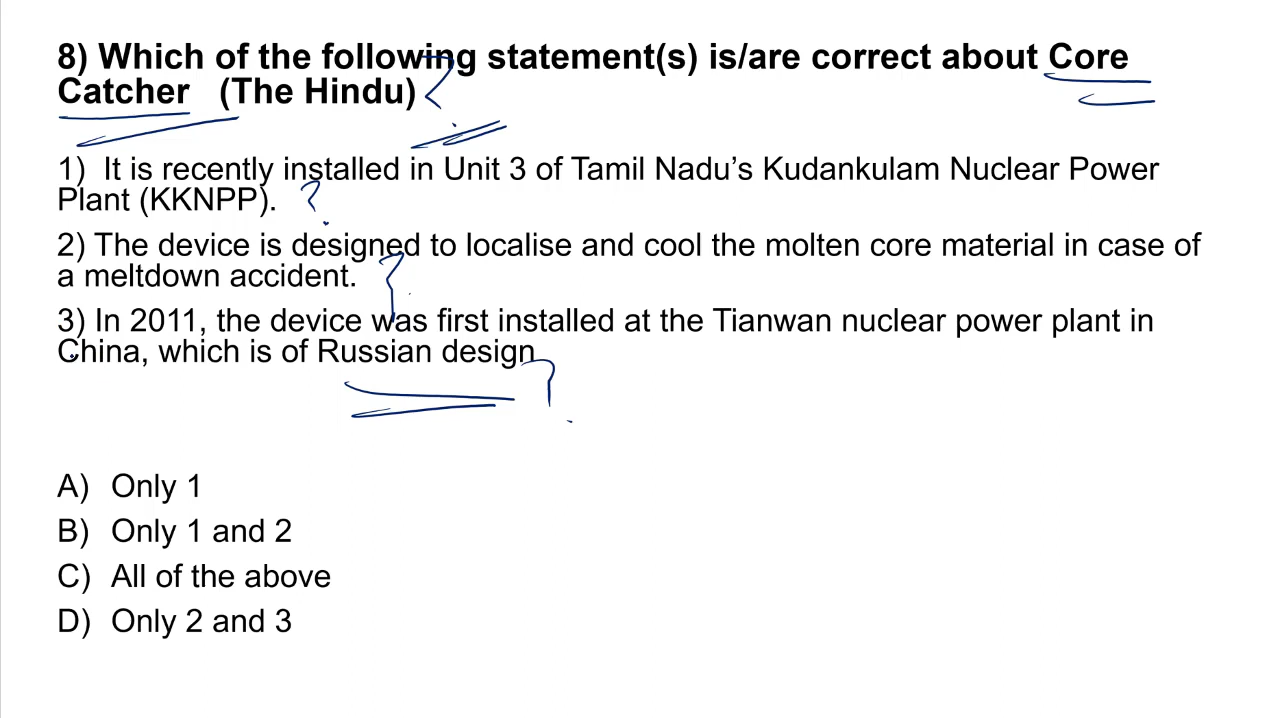 8) Which of the following statement(s) is/are correct about Core
Catcher (The Hindu)
1) It is recently installed in Unit 3 of Tamil Nadu’s Kudankulam Nuclear Power
Plant (KKNPP).
2) The device is designed to localise and cool the molten core material in case of
a meltdown accident.
3) In 2011, the device was first installed at the Tianwan nuclear power plant in
China, which is of Russian design
A) Only 1
B) Only 1 and 2
C) All of the above
D) Only 2 and 3